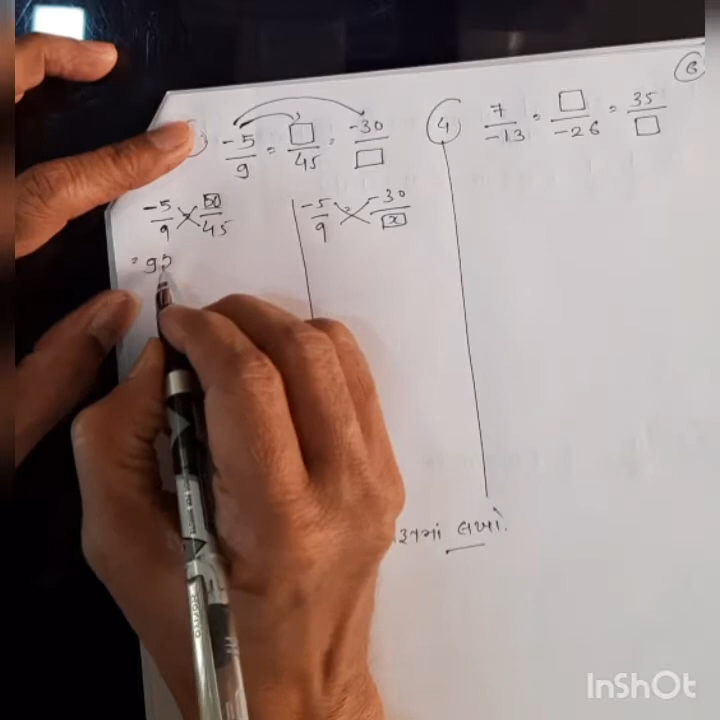 -5/9 = □/45 = -30/□
④ 7/-13 = □/-26 = 35/□
⑥
-5/9 × x/45
-5/9 × -30/x
= 9
લખો.
InShOt